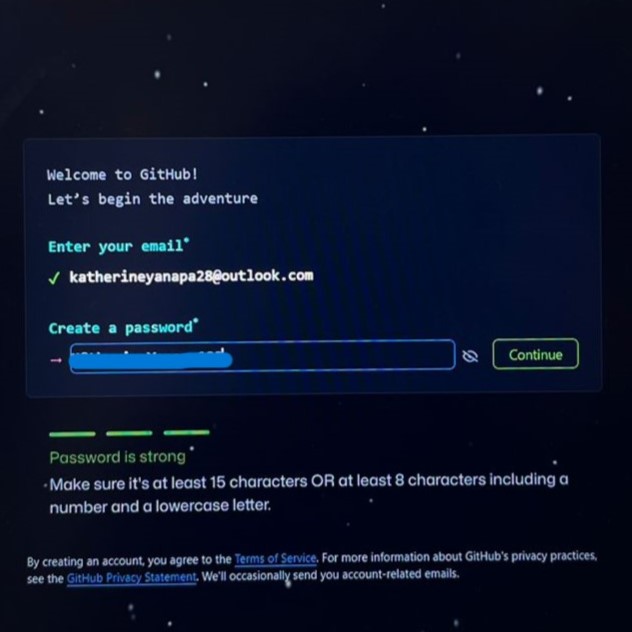 Welcome to GitHub!
Let's begin the adventure
Enter your email*
✓ katherineyanapa28@outlook.com
Create a password*
→
Continue
Password is strong
Make sure it's at least 15 characters OR at least 8 characters including a
number and a lowercase letter.
By creating an account, you agree to the Terms of Service. For more information about GitHub's privacy practices,
see the GitHub Privacy Statement. We'll occasionally send you account-related emails.